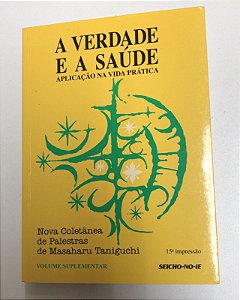 A VERDADE
E A SAÚDE
APLICAÇÃO NA VIDA PRÁTICA
Nova Coletânea
de Palestras
de Masaharu Taniguchi
15ª impressão
VOLUME SUPLEMENTAR
SEICHO-NO-IE